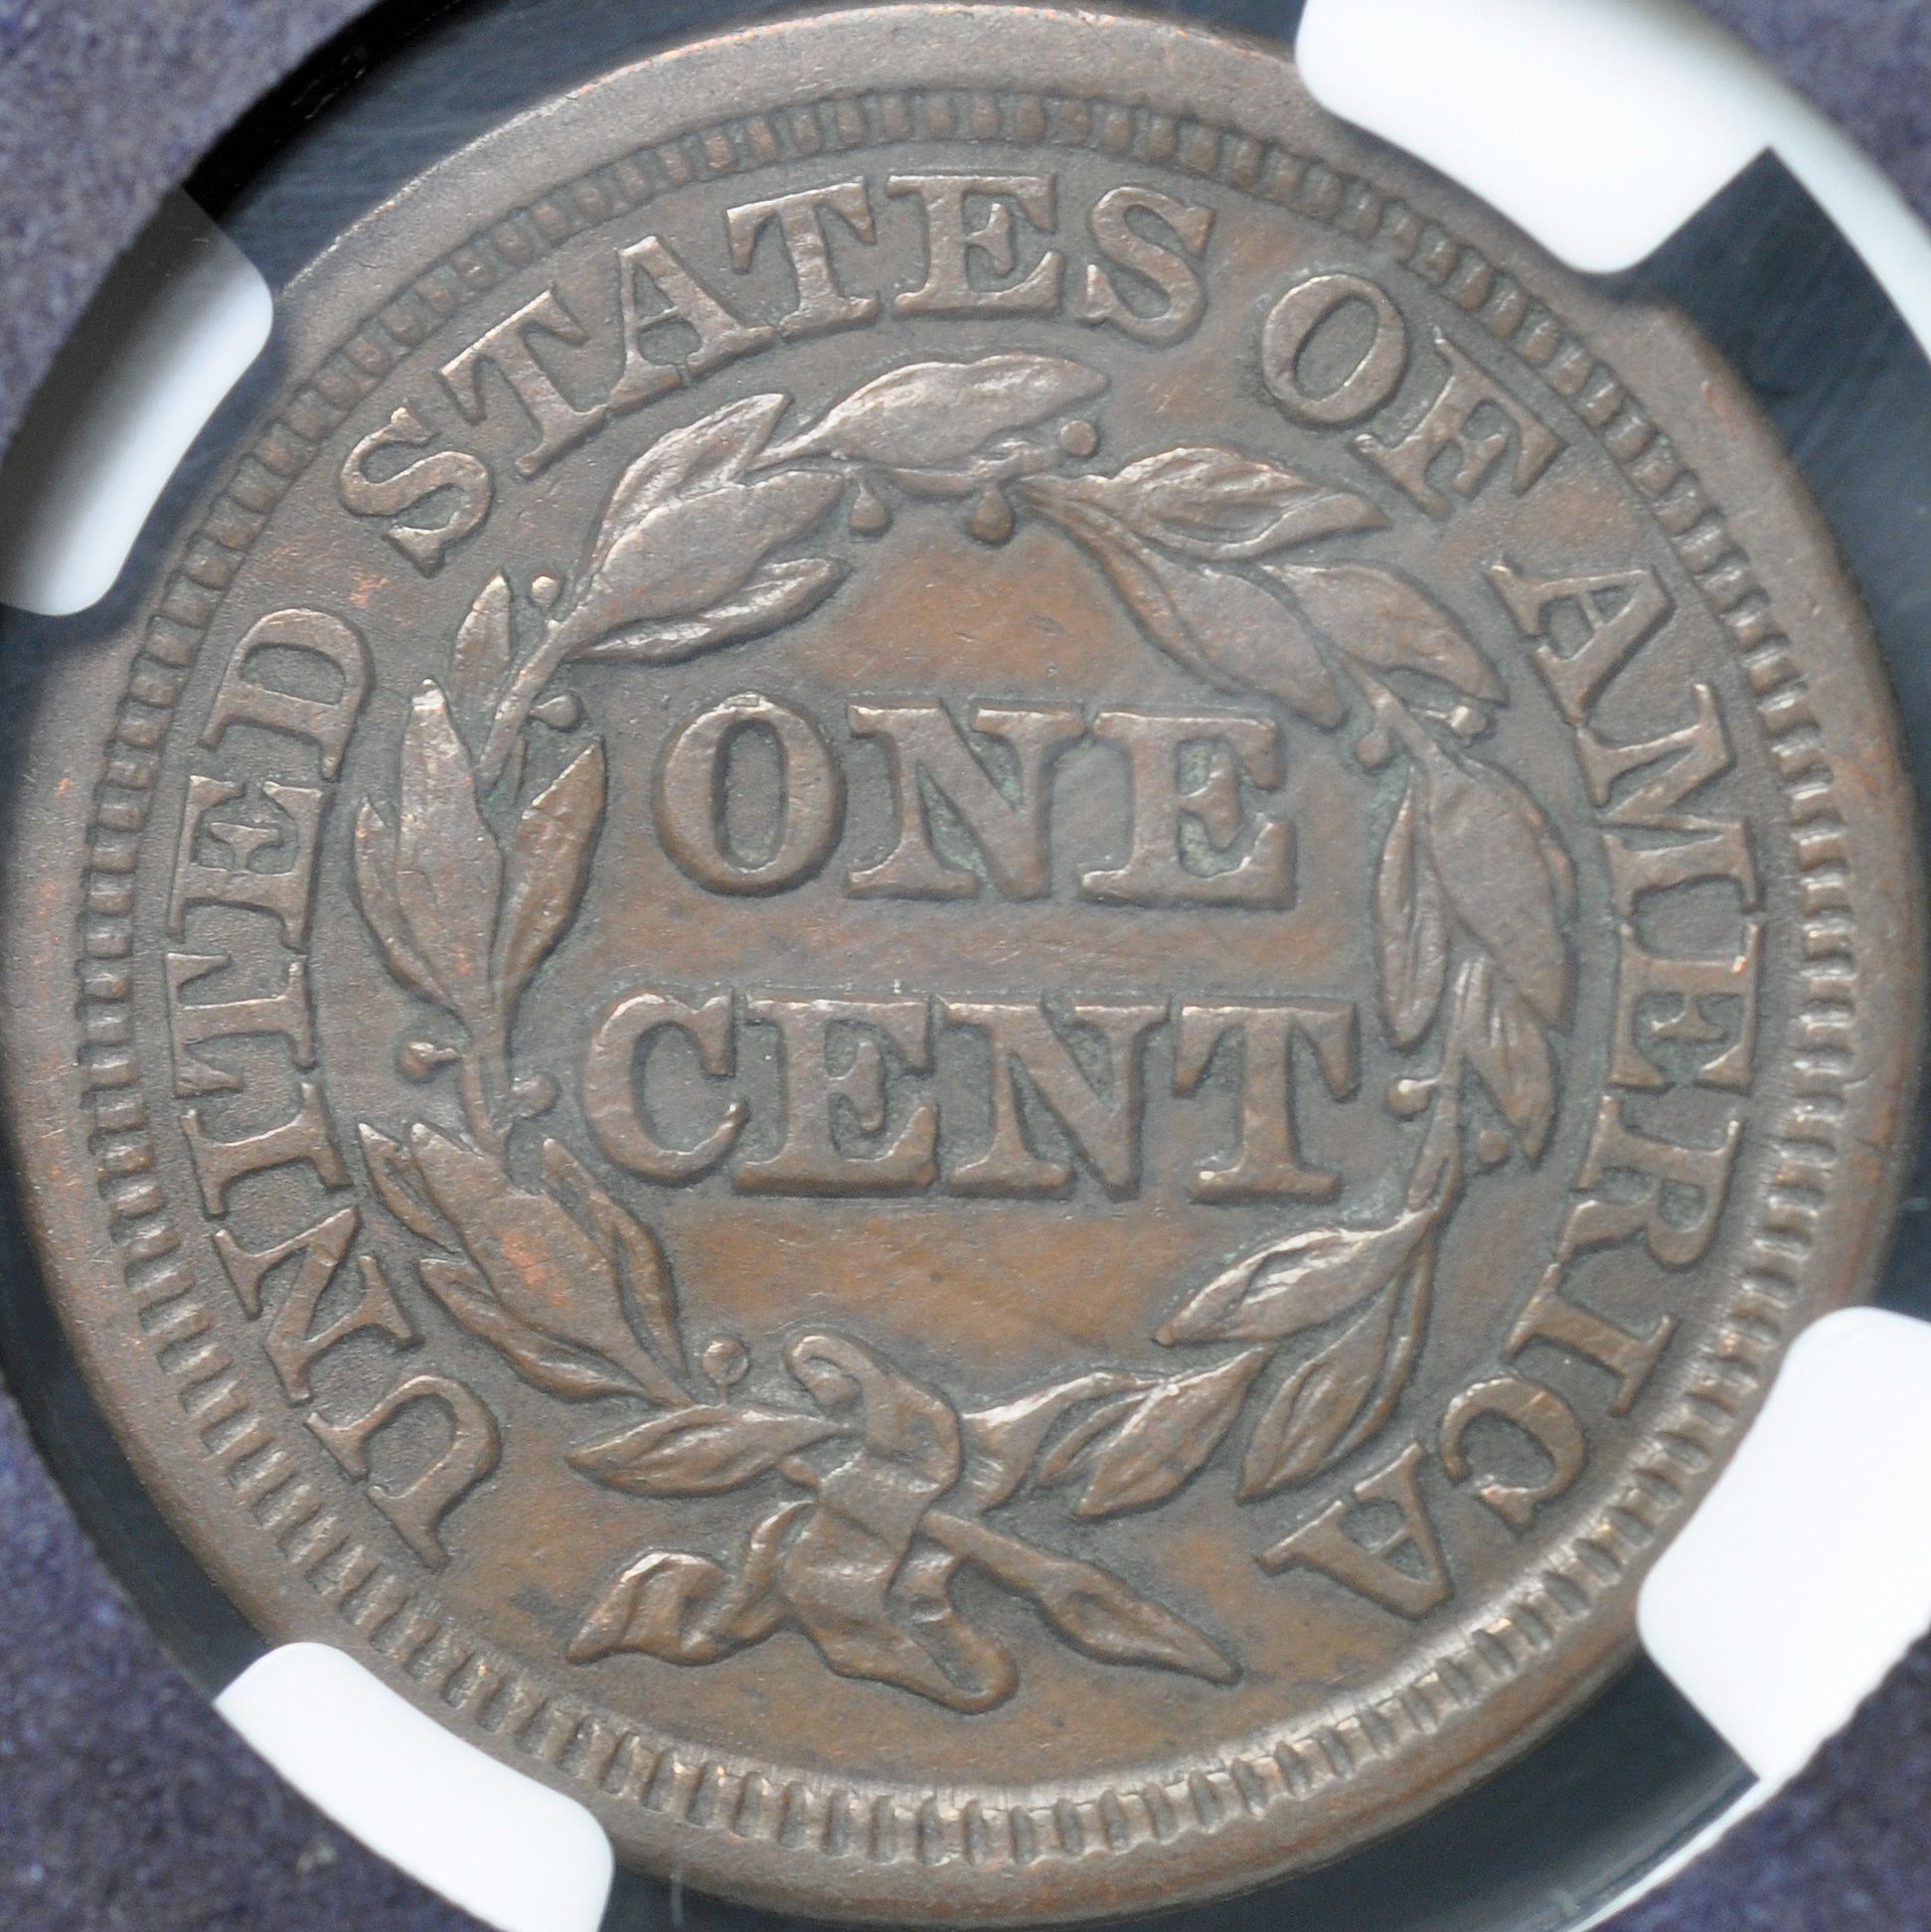 UNITED STATES OF AMERICA
ONE
CENT